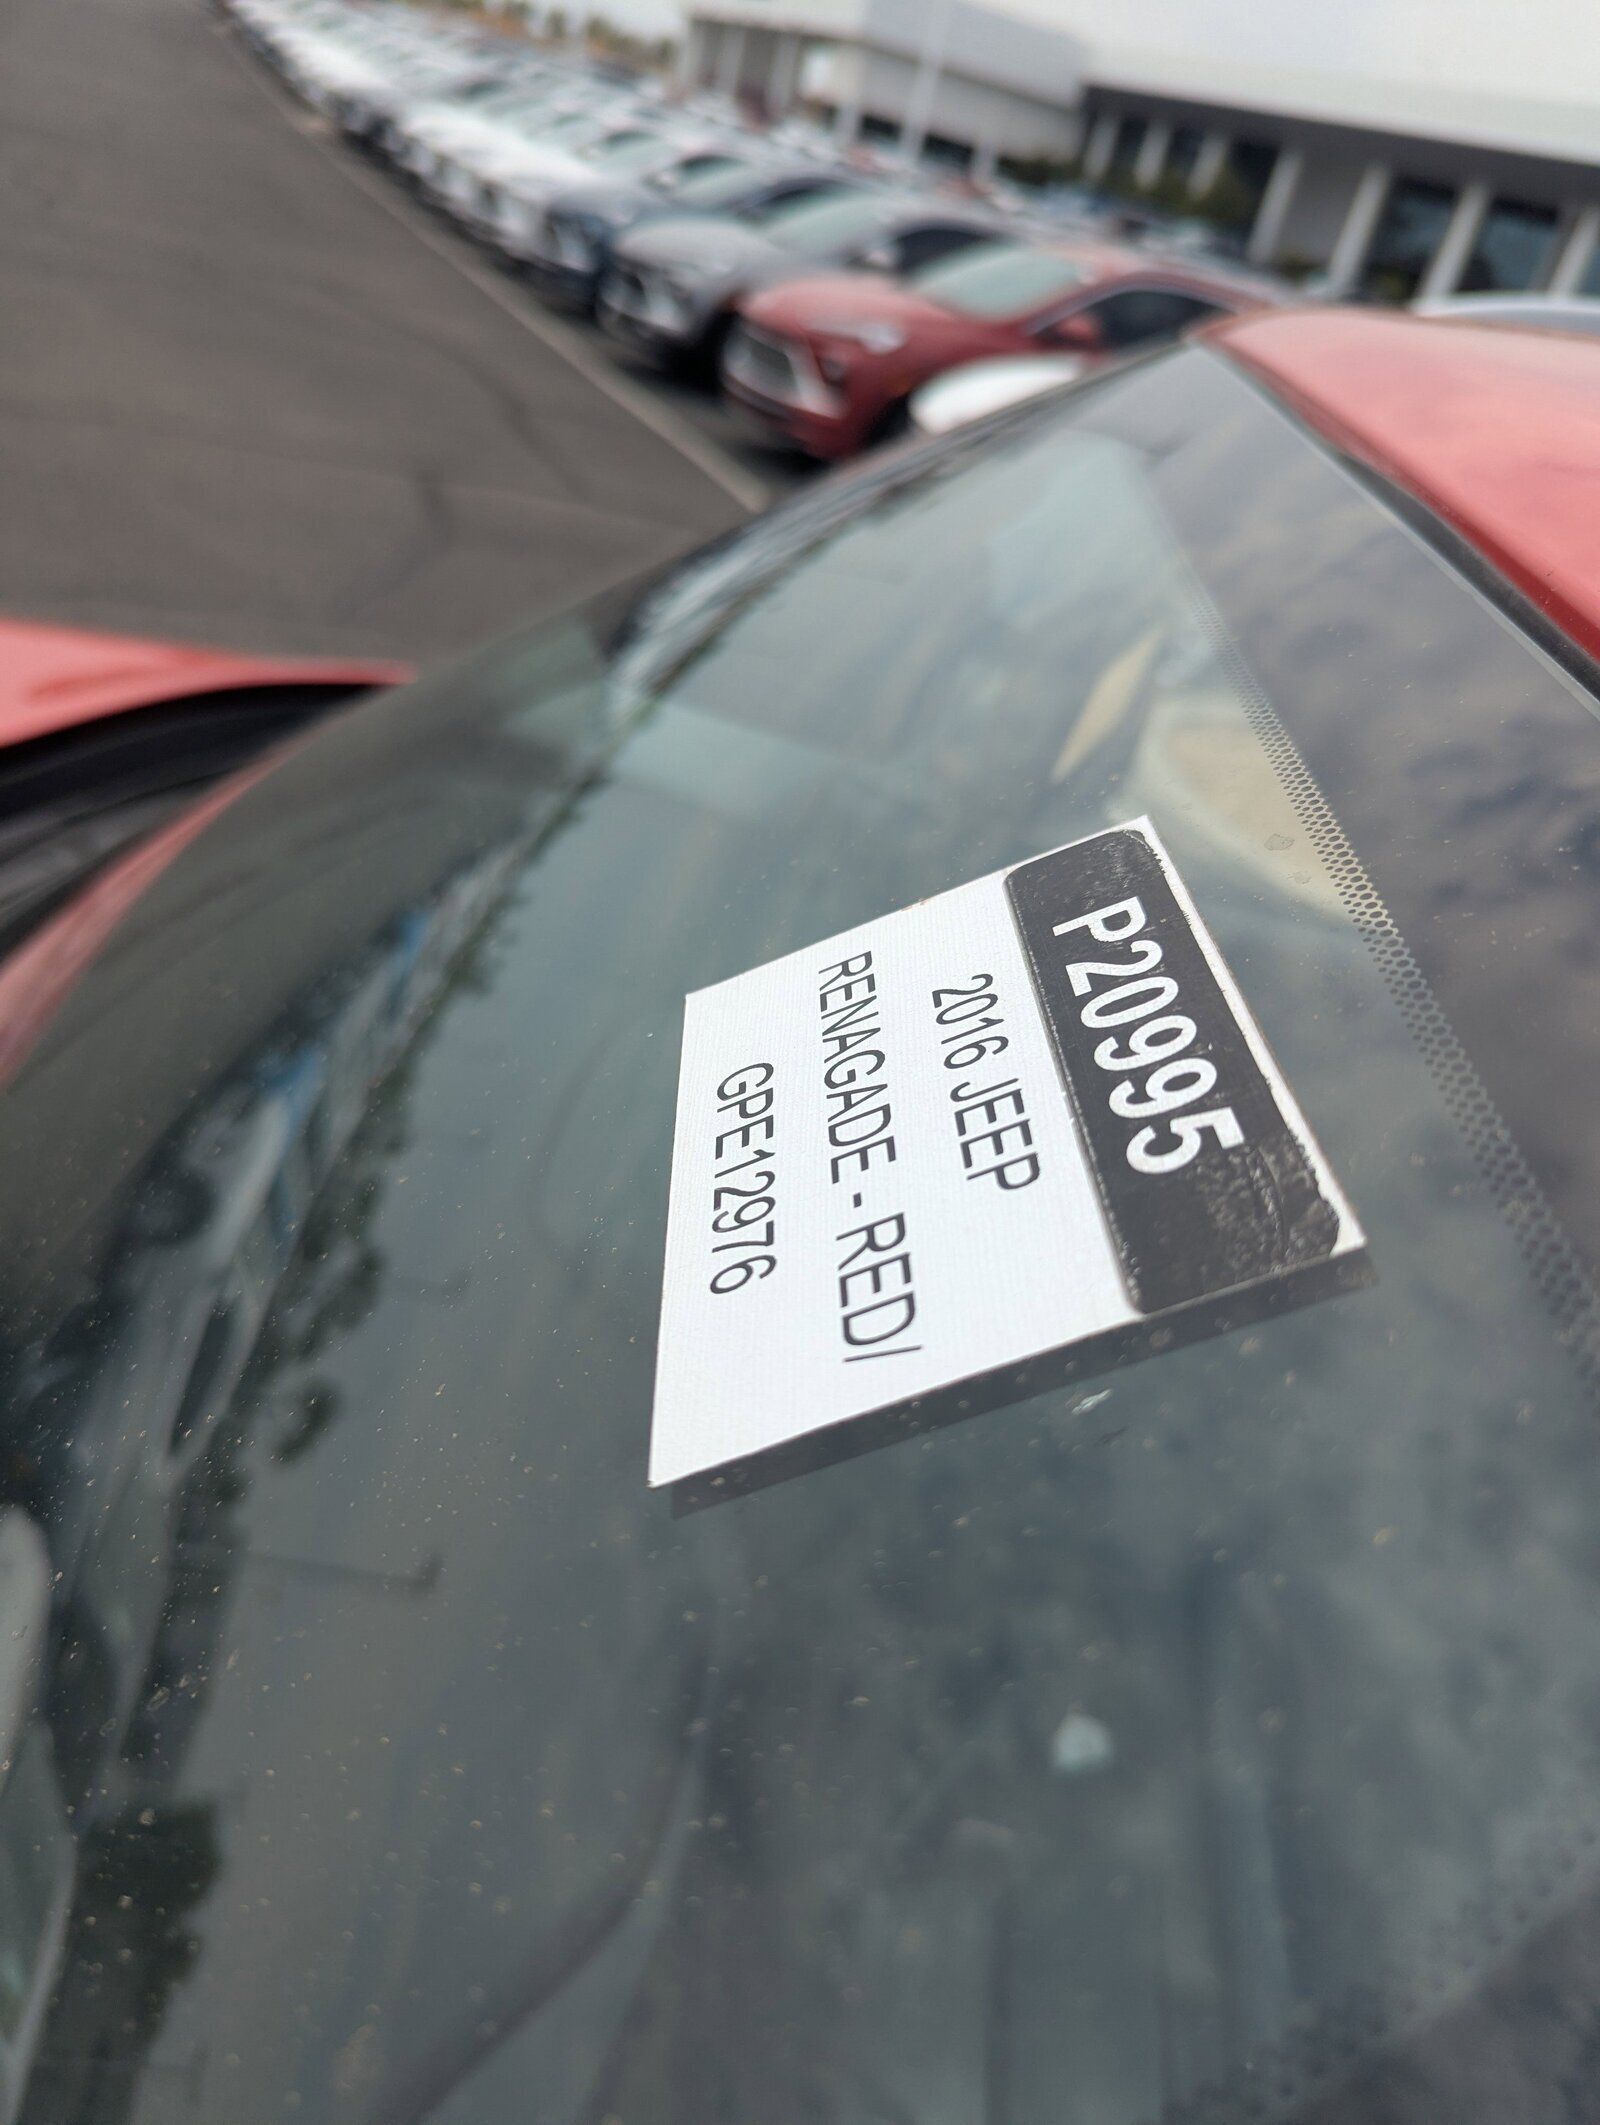 P20995
2016 JEEP
RENAGADE - RED/
GPE12976